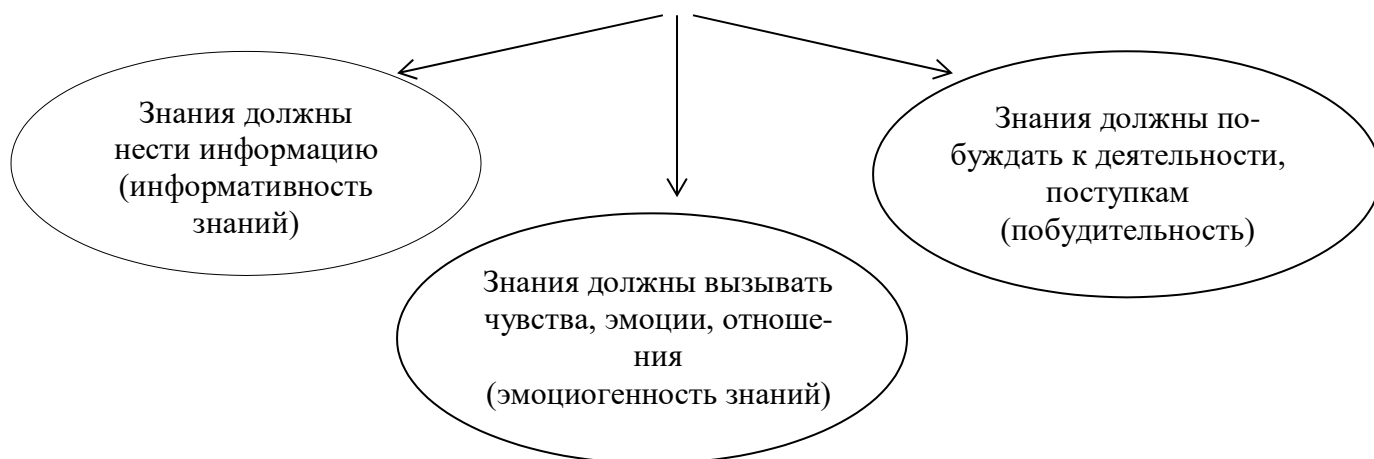 Знания должны
нести информацию
(информативность
знаний)
Знания должны вызывать
чувства, эмоции, отноше-
ния
(эмоциогенность знаний)
Знания должны по-
буждать к деятельности,
поступкам
(побудительность)